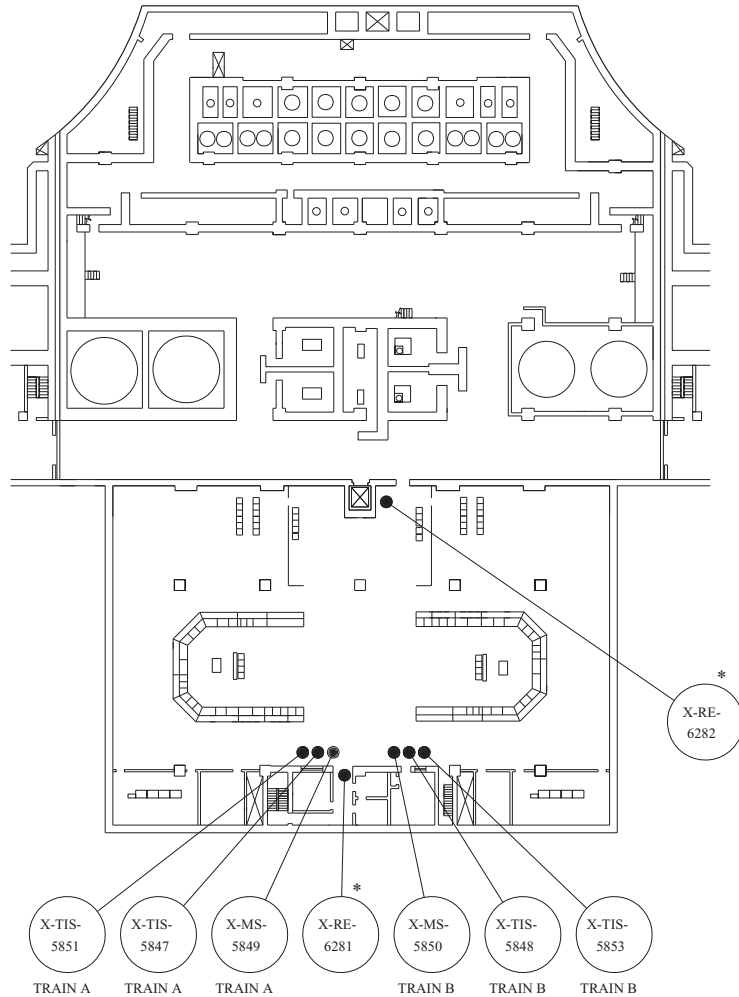 *
X-RE-
6282
*
X-TIS-
5851
X-TIS-
5847
X-MS-
5849
X-RE-
6281
X-MS-
5850
X-TIS-
5848
X-TIS-
5853
TRAIN A
TRAIN A
TRAIN A
TRAIN B
TRAIN B
TRAIN B